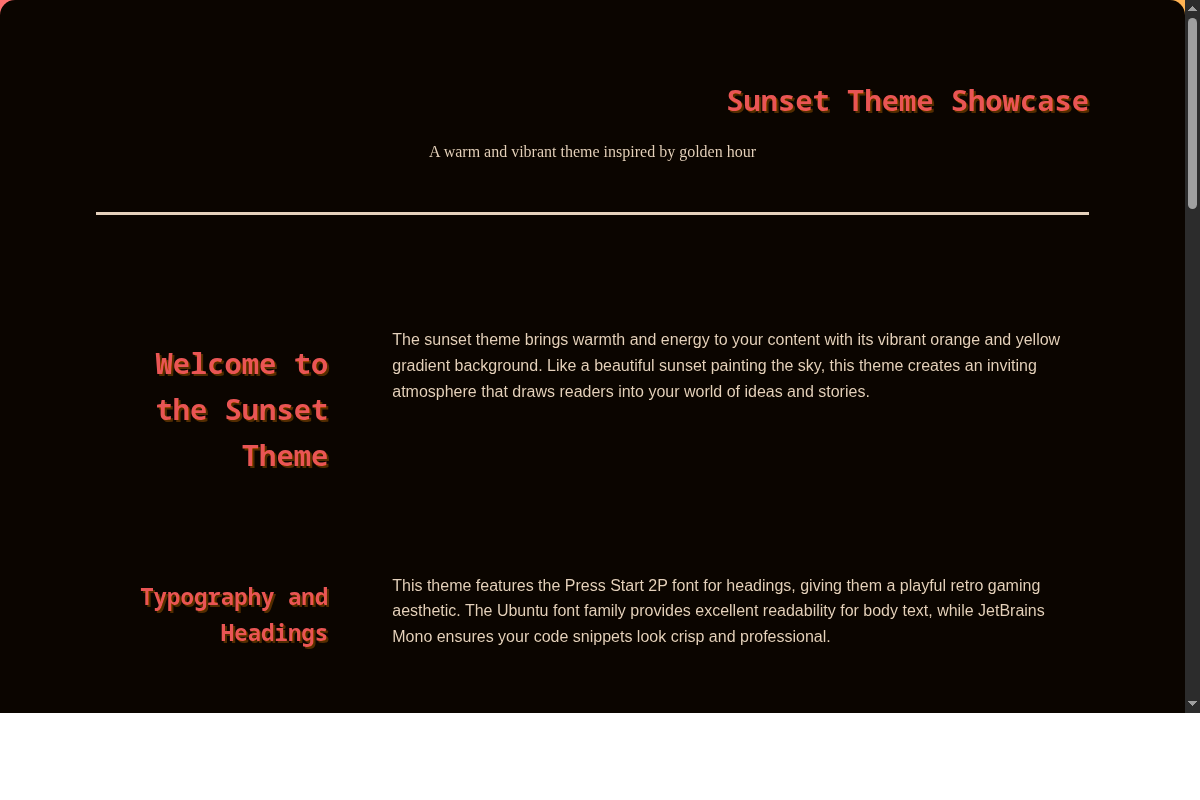 Sunset Theme Showcase
A warm and vibrant theme inspired by golden hour
Welcome to
the Sunset
Theme
The sunset theme brings warmth and energy to your content with its vibrant orange and yellow
gradient background. Like a beautiful sunset painting the sky, this theme creates an inviting
atmosphere that draws readers into your world of ideas and stories.
Typography and
Headings
This theme features the Press Start 2P font for headings, giving them a playful retro gaming
aesthetic. The Ubuntu font family provides excellent readability for body text, while JetBrains
Mono ensures your code snippets look crisp and professional.